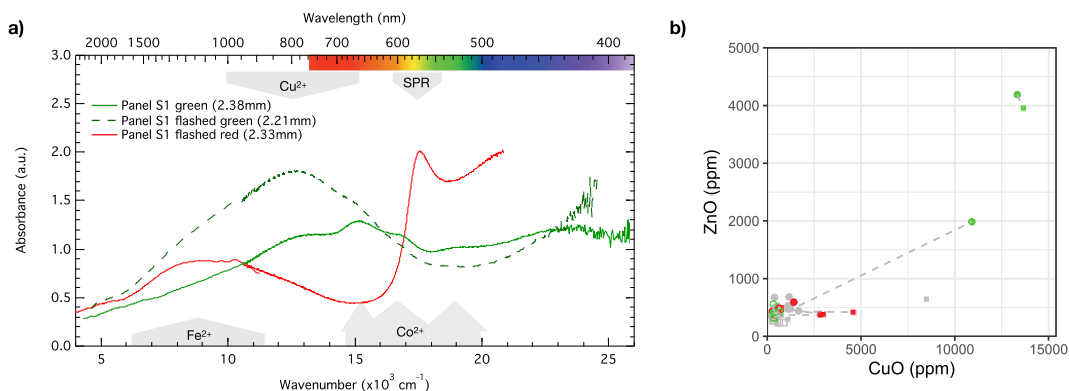 a)
Wavelength (nm)
2000 1500 1000 900 800 700 600 500 400
3.0
2.5
2.0
1.5
1.0
0.5
0.0
Absorbance (a.u.)
Cu²⁺
SPR
Panel S1 green (2.38mm)
Panel S1 flashed green (2.21mm)
Panel S1 flashed red (2.33mm)
Fe²⁺
Co²⁺
5 10 15 20 25
Wavenumber (x10³ cm⁻¹)
b)
5000
4000
3000
2000
1000
0
ZnO (ppm)
0 5000 10000 15000
CuO (ppm)